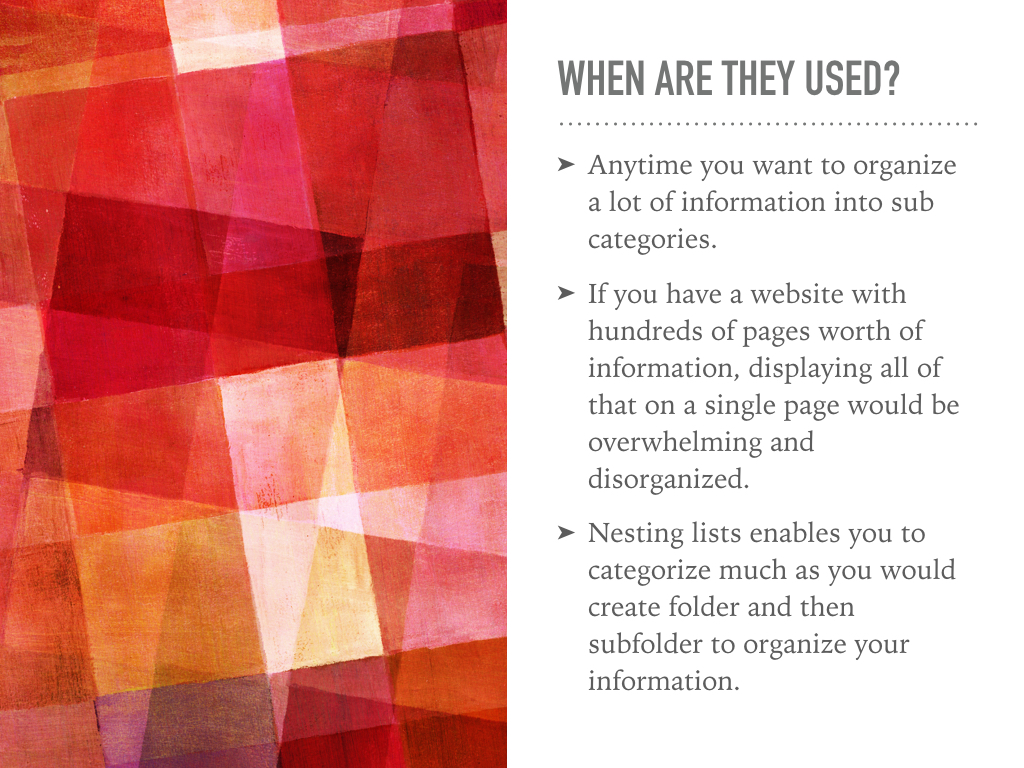 WHEN ARE THEY USED?
➤ Anytime you want to organize
a lot of information into sub
categories.
➤ If you have a website with
hundreds of pages worth of
information, displaying all of
that on a single page would be
overwhelming and
disorganized.
➤ Nesting lists enables you to
categorize much as you would
create folder and then
subfolder to organize your
information.